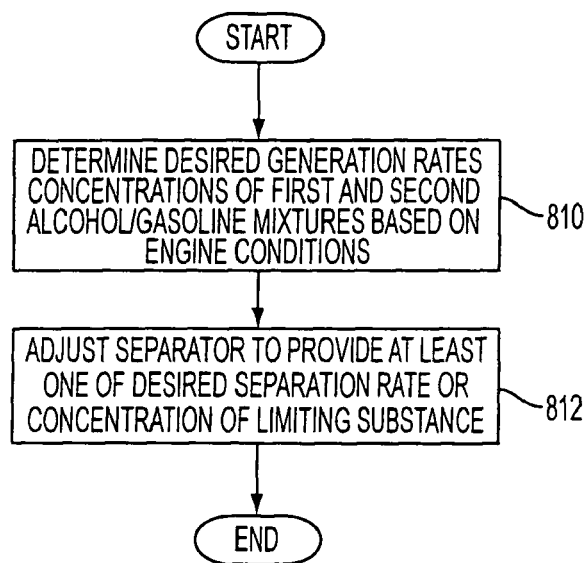 START
DETERMINE DESIRED GENERATION RATES
CONCENTRATIONS OF FIRST AND SECOND
ALCOHOL/GASOLINE MIXTURES BASED ON
ENGINE CONDITIONS
810
ADJUST SEPARATOR TO PROVIDE AT LEAST
ONE OF DESIRED SEPARATION RATE OR
CONCENTRATION OF LIMITING SUBSTANCE
812
END